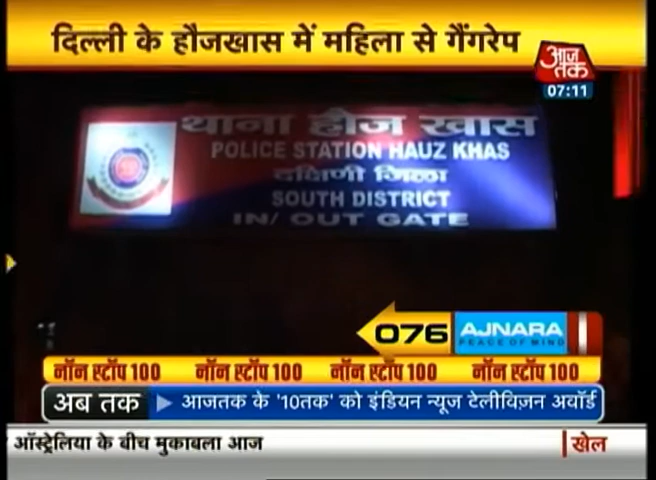 दिल्ली के हौजखास में महिला से गैंगरेप
आज तक
07:11
थाना हौज खास
POLICE STATION HAUZ KHAS
दक्षिणी जिला
SOUTH DISTRICT
IN/ OUT GATE
076 AJNARA
PEACE OF MIND
नॉन स्टॉप 100 नॉन स्टॉप 100 नॉन स्टॉप 100 नॉन स्टॉप 100
अब तक आजतक के '10तक' को इंडियन न्यूज टेलीविज़न अवॉर्ड
ऑस्ट्रेलिया के बीच मुकाबला आज खेल